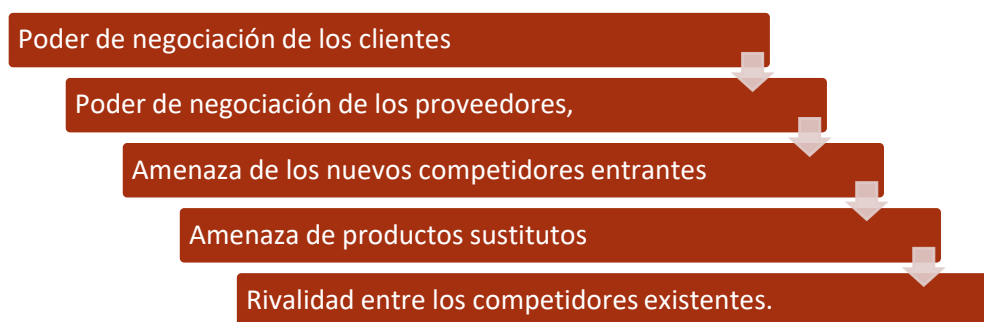 Poder de negociación de los clientes
Poder de negociación de los proveedores,
Amenaza de los nuevos competidores entrantes
Amenaza de productos sustitutos
Rivalidad entre los competidores existentes.